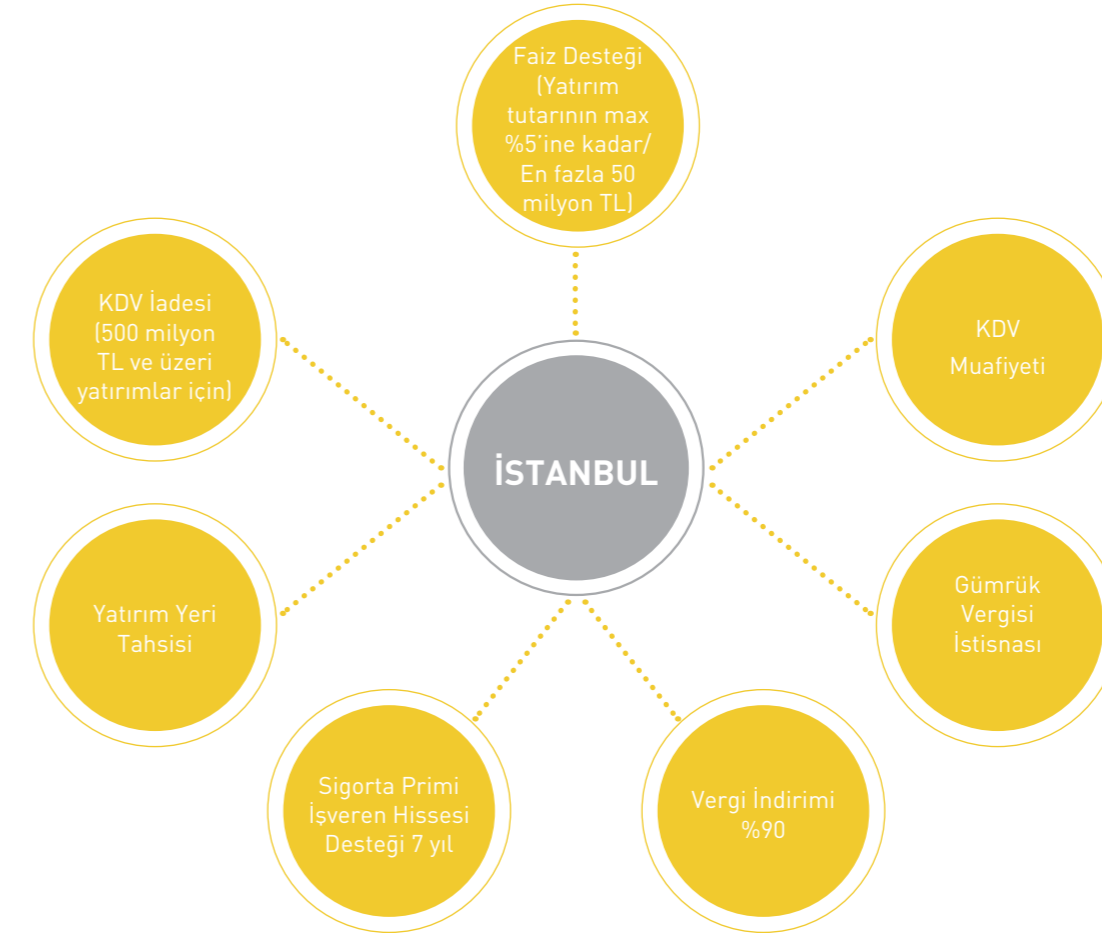 Faiz Desteği
(Yatırım
tutarının max
%5'ine kadar/
En fazla 50
milyon TL)
KDV İadesi
(500 milyon
TL ve üzeri
yatırımlar için)
KDV
Muafiyeti
İSTANBUL
Yatırım Yeri
Tahsisi
Gümrük
Vergisi
İstisnası
Sigorta Primi
İşveren Hissesi
Desteği 7 yıl
Vergi İndirimi
%90